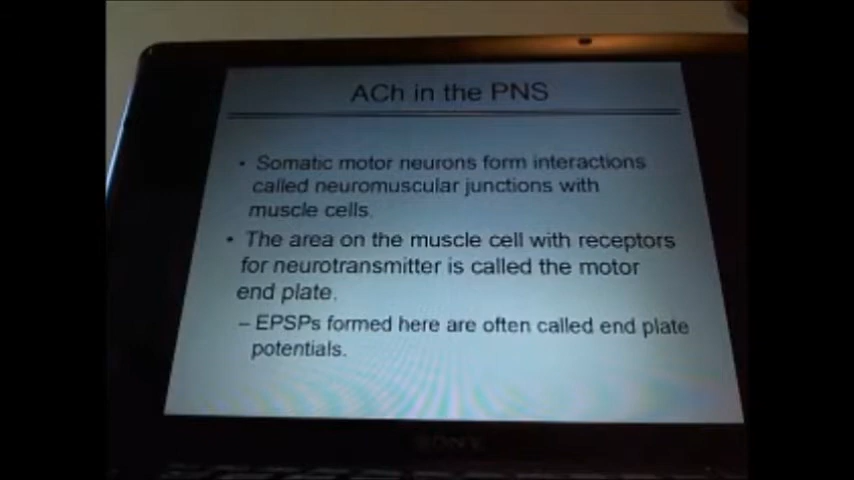 ACh in the PNS
• Somatic motor neurons form interactions
called neuromuscular junctions with
muscle cells.
• The area on the muscle cell with receptors
for neurotransmitter is called the motor
end plate.
– EPSPs formed here are often called end plate
potentials.
SONY